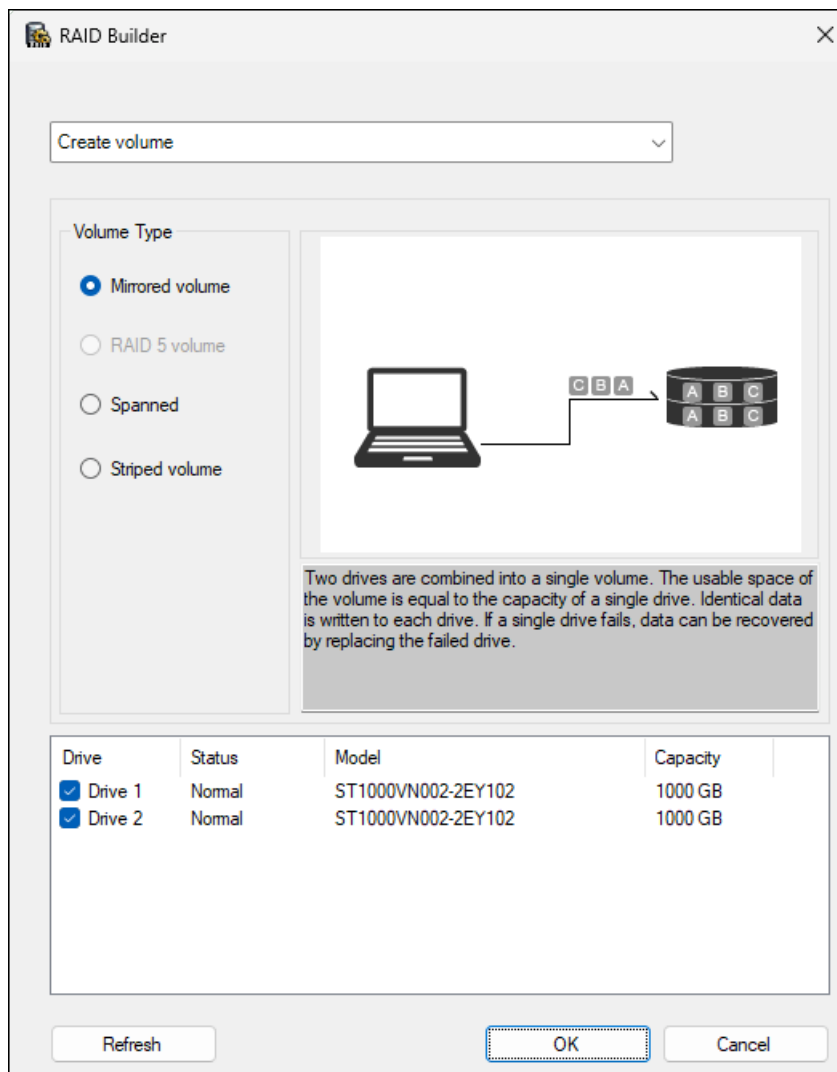 RAID Builder
Create volume
Volume Type
Mirrored volume
RAID 5 volume
Spanned
Striped volume
C B A
A B C
A B C
Two drives are combined into a single volume. The usable space of
the volume is equal to the capacity of a single drive. Identical data
is written to each drive. If a single drive fails, data can be recovered
by replacing the failed drive.
Drive Status Model Capacity
Drive 1 Normal ST1000VN002-2EY102 1000 GB
Drive 2 Normal ST1000VN002-2EY102 1000 GB
Refresh OK Cancel